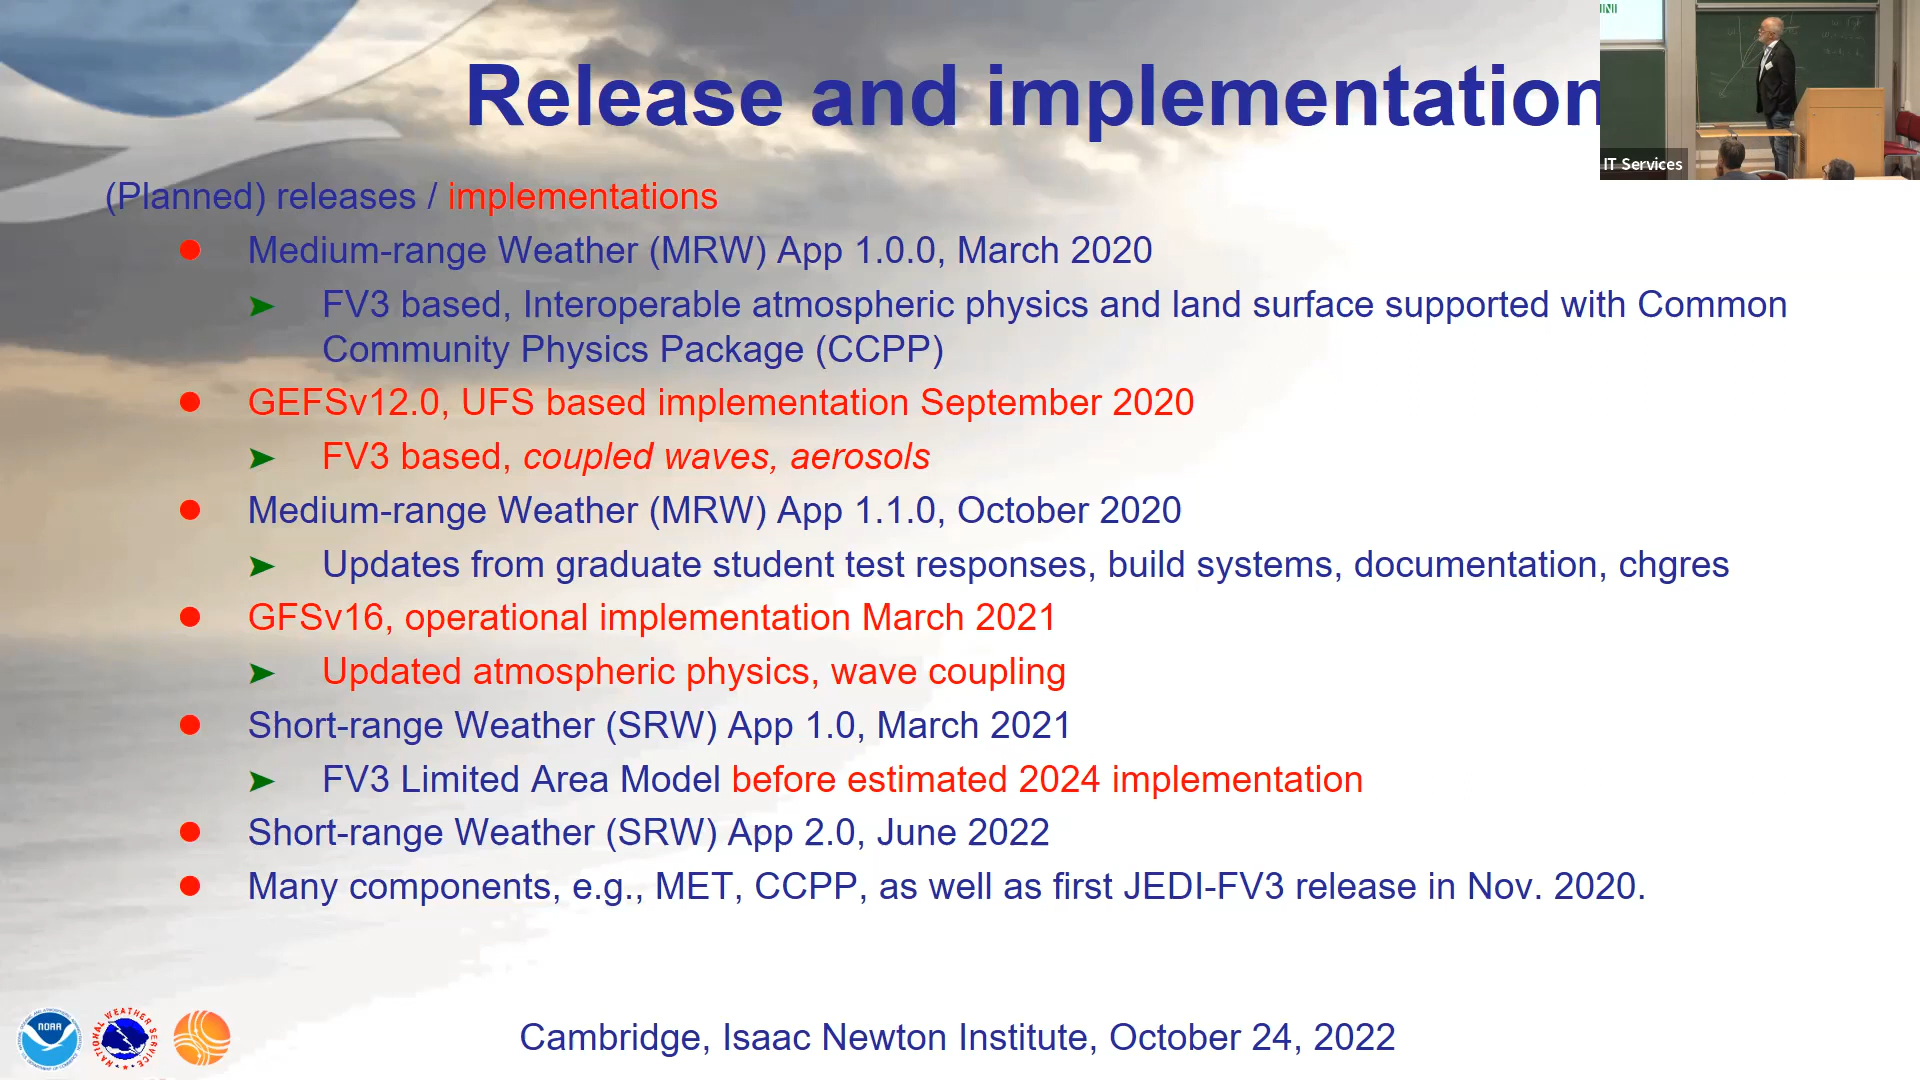 Release and implementation
IT Services
(Planned) releases / implementations
Medium-range Weather (MRW) App 1.0.0, March 2020
FV3 based, Interoperable atmospheric physics and land surface supported with Common
Community Physics Package (CCPP)
GEFSv12.0, UFS based implementation September 2020
FV3 based, coupled waves, aerosols
Medium-range Weather (MRW) App 1.1.0, October 2020
Updates from graduate student test responses, build systems, documentation, chgres
GFSv16, operational implementation March 2021
Updated atmospheric physics, wave coupling
Short-range Weather (SRW) App 1.0, March 2021
FV3 Limited Area Model before estimated 2024 implementation
Short-range Weather (SRW) App 2.0, June 2022
Many components, e.g., MET, CCPP, as well as first JEDI-FV3 release in Nov. 2020.
NOAA
NATIONAL WEATHER SERVICE
Cambridge, Isaac Newton Institute, October 24, 2022